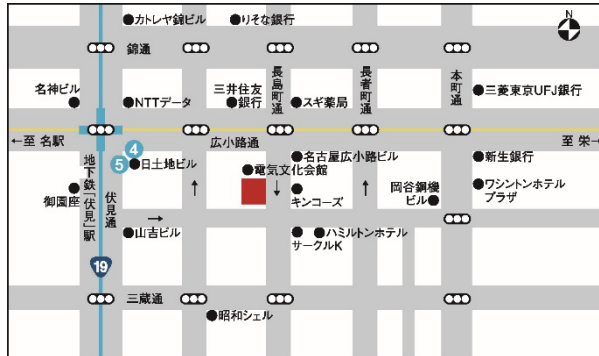 カトレヤ錦ビル
りそな銀行
N
錦通
名神ビル
NTTデータ
三井住友
銀行
長島町通
スギ薬局
長者町通
本町通
三菱東京UFJ銀行
←至 名駅
広小路通
至 栄→
4
5
日土地ビル
電気文化会館
名古屋広小路ビル
新生銀行
地下鉄「伏見」駅
伏見通
御園座
キンコーズ
岡谷鋼機
ビル
ワシントンホテル
プラザ
山吉ビル
サークルK
ハミルトンホテル
19
三蔵通
昭和シェル